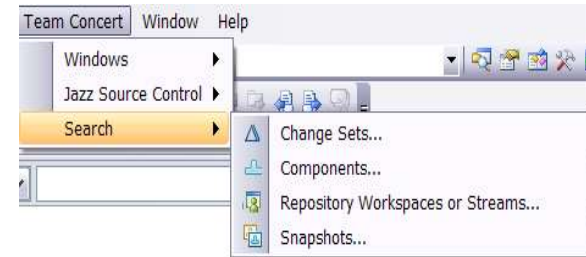 Team Concert Window Help
Windows
Jazz Source Control
Search
Change Sets...
Components...
Repository Workspaces or Streams...
Snapshots...